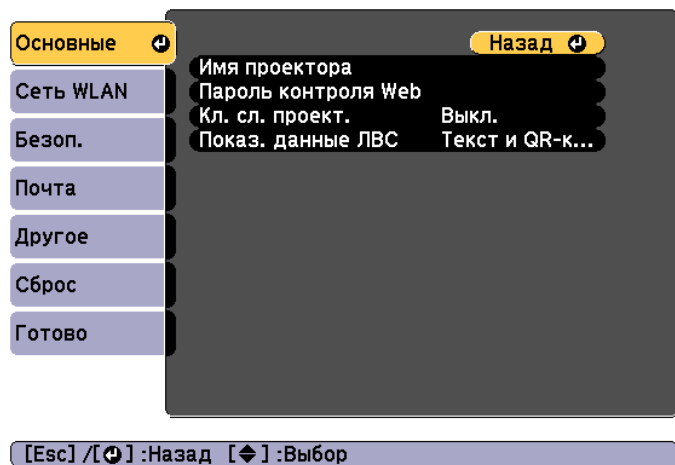 Основные
Сеть WLAN
Безоп.
Почта
Другое
Сброс
Готово
Назад
Имя проектора
Пароль контроля Web
Кл. сл. проект. Выкл.
Показ. данные ЛВС Текст и QR-к...
[Esc] /[ ] :Назад [ ] :Выбор